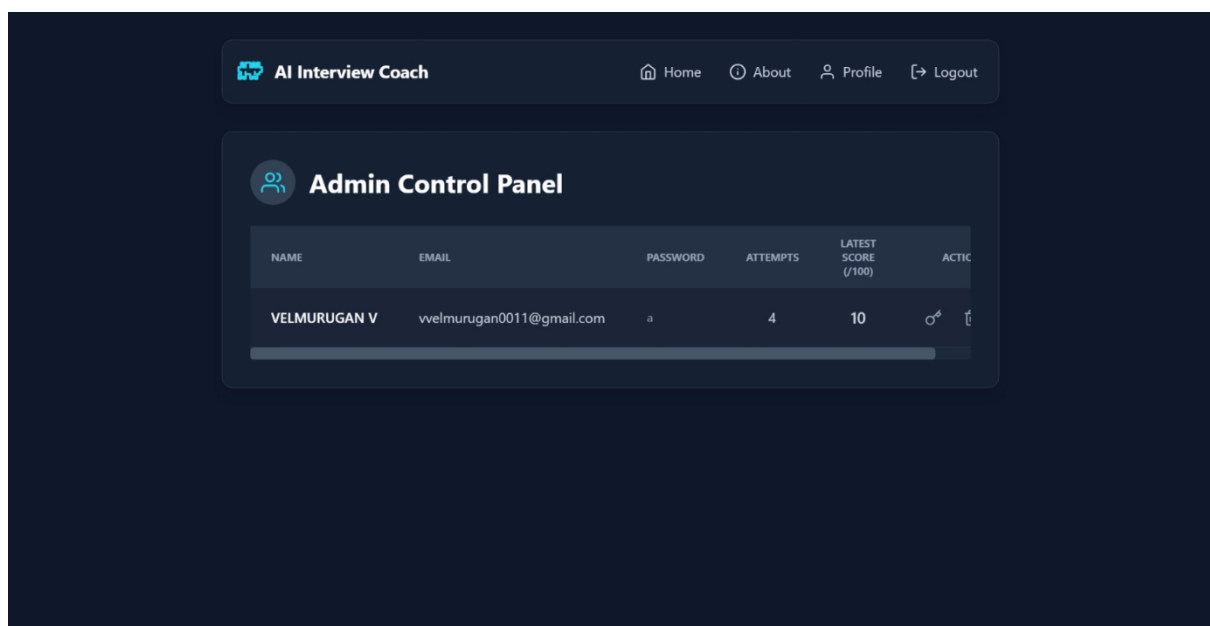 AI Interview Coach
Home About Profile Logout
Admin Control Panel
NAME EMAIL PASSWORD ATTEMPTS LATEST SCORE (/100) ACTIO
VELMURUGAN V vvelmurugan0011@gmail.com a 4 10